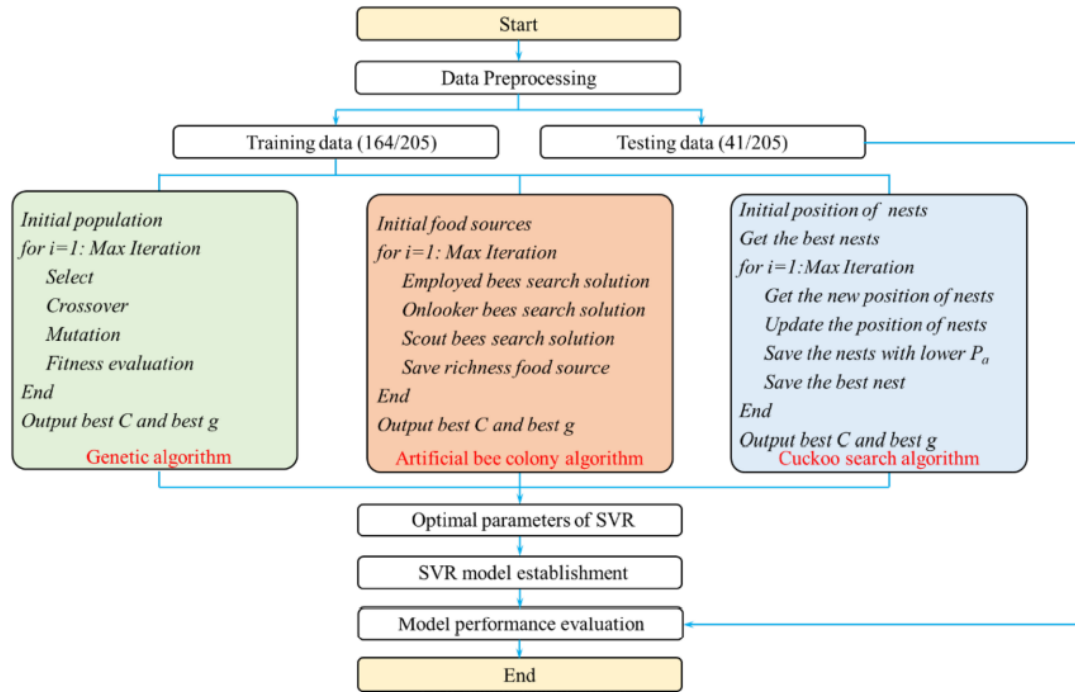 Start
Data Preprocessing
Training data (164/205)
Testing data (41/205)
Initial population
for i=1: Max Iteration
Select
Crossover
Mutation
Fitness evaluation
End
Output best C and best g
Genetic algorithm
Initial food sources
for i=1: Max Iteration
Employed bees search solution
Onlooker bees search solution
Scout bees search solution
Save richness food source
End
Output best C and best g
Artificial bee colony algorithm
Initial position of nests
Get the best nests
for i=1:Max Iteration
Get the new position of nests
Update the position of nests
Save the nests with lower Pa
Save the best nest
End
Output best C and best g
Cuckoo search algorithm
Optimal parameters of SVR
SVR model establishment
Model performance evaluation
End